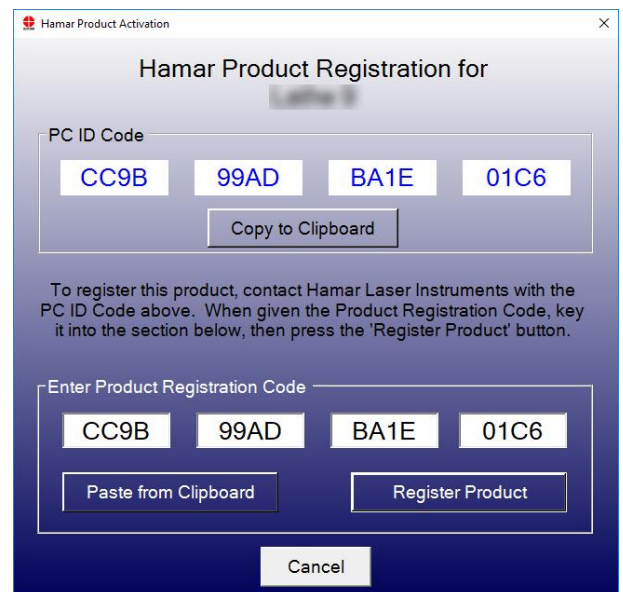 Hamar Product Activation
Hamar Product Registration for
PC ID Code
CC9B 99AD BA1E 01C6
Copy to Clipboard
To register this product, contact Hamar Laser Instruments with the
PC ID Code above. When given the Product Registration Code, key
it into the section below, then press the 'Register Product' button.
Enter Product Registration Code
CC9B 99AD BA1E 01C6
Paste from Clipboard Register Product
Cancel